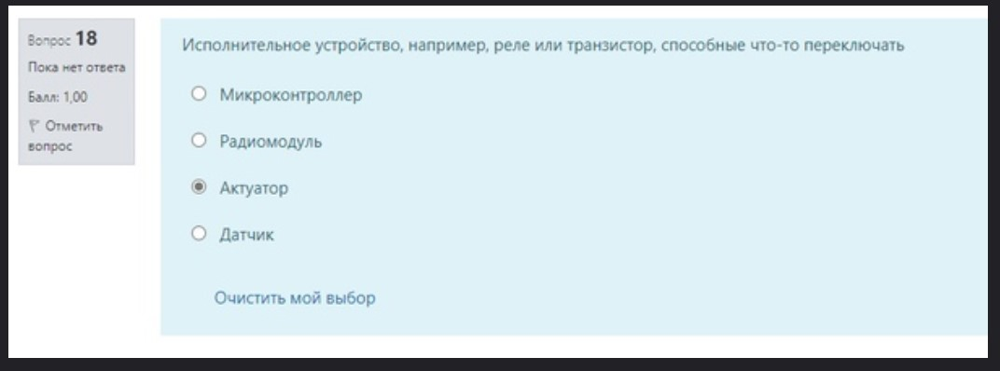 Вопрос 18
Пока нет ответа
Балл: 1,00
Отметить
вопрос
Исполнительное устройство, например, реле или транзистор, способные что-то переключать
Микроконтроллер
Радиомодуль
Актуатор
Датчик
Очистить мой выбор